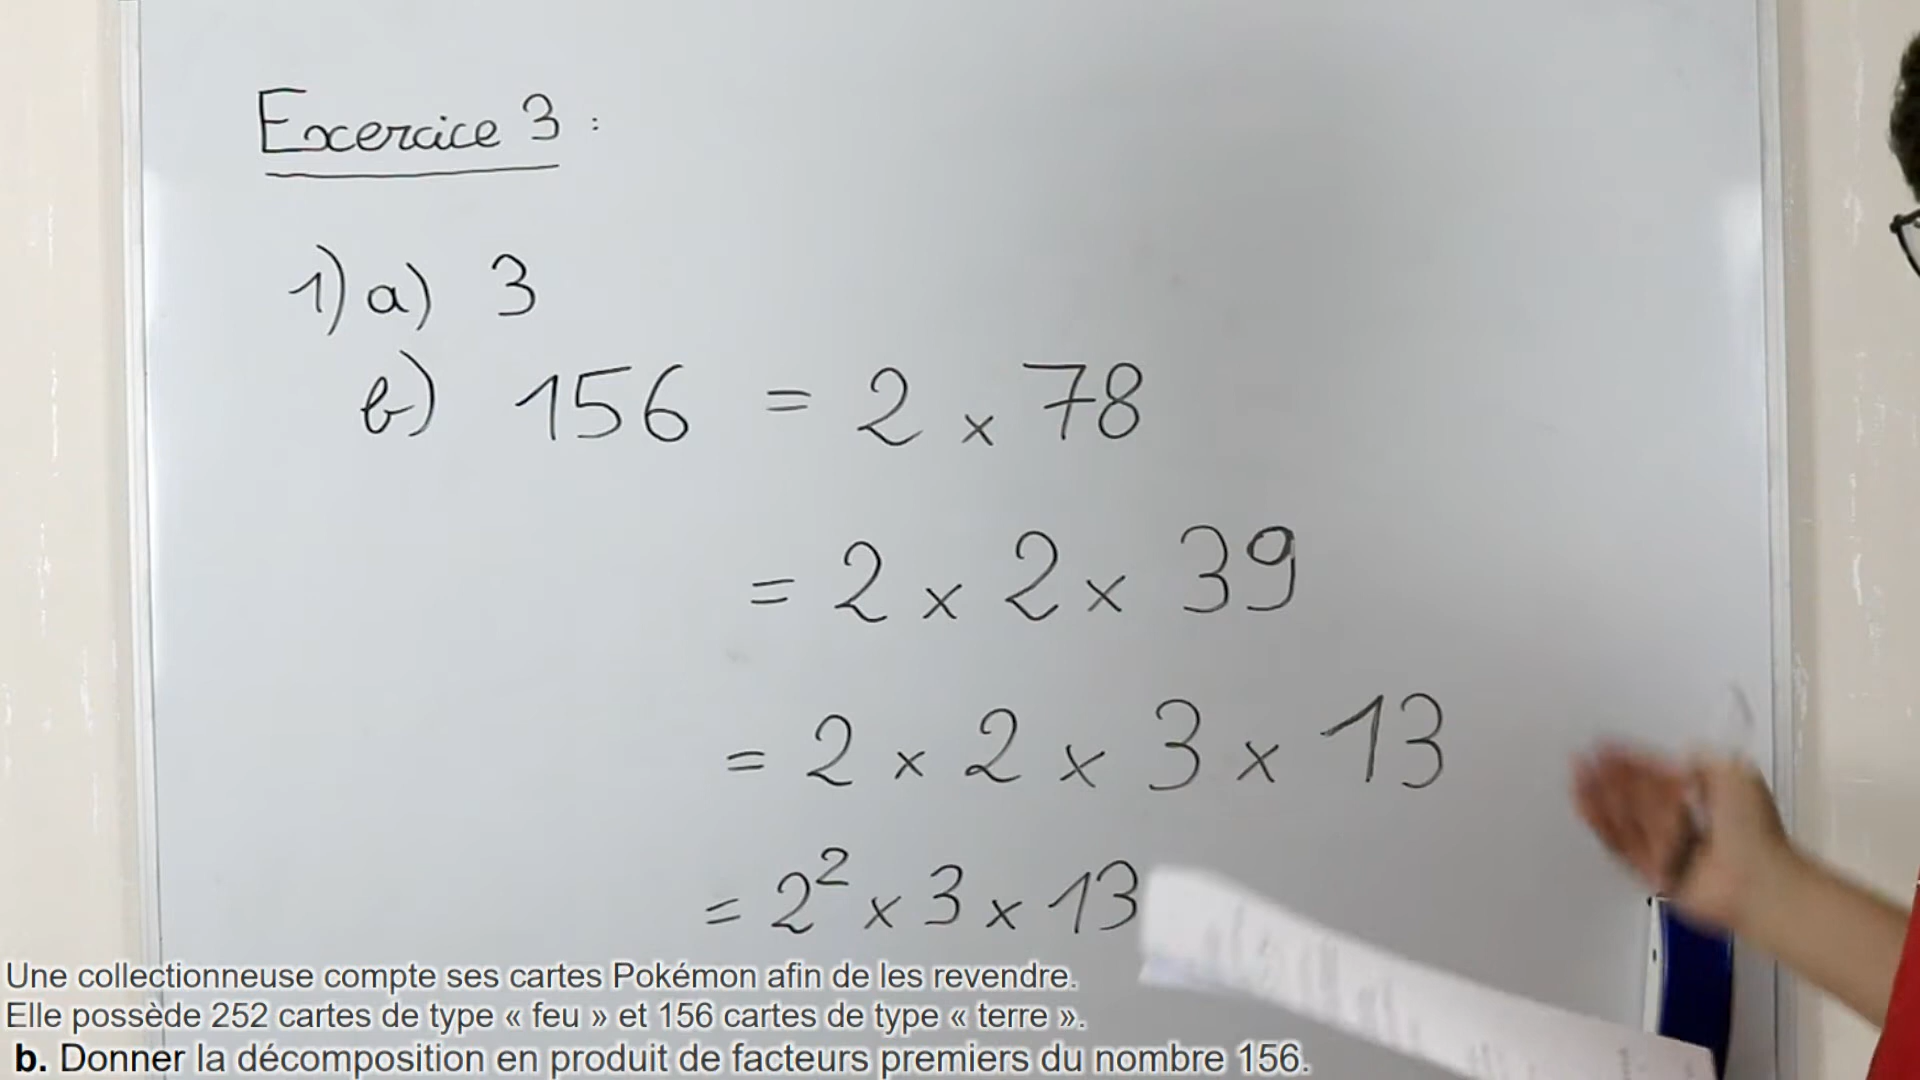 Exercice 3 :
1) a) 3
b) 156 = 2 × 78
= 2 × 2 × 39
= 2 × 2 × 3 × 13
= 2² × 3 × 13
Une collectionneuse compte ses cartes Pokémon afin de les revendre.
Elle possède 252 cartes de type « feu » et 156 cartes de type « terre ».
b. Donner la décomposition en produit de facteurs premiers du nombre 156.